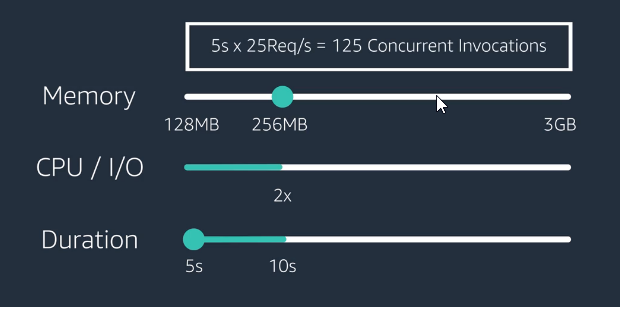 5s x 25Req/s = 125 Concurrent Invocations
Memory
128MB 256MB 3GB
CPU / I/O
2x
Duration
5s 10s